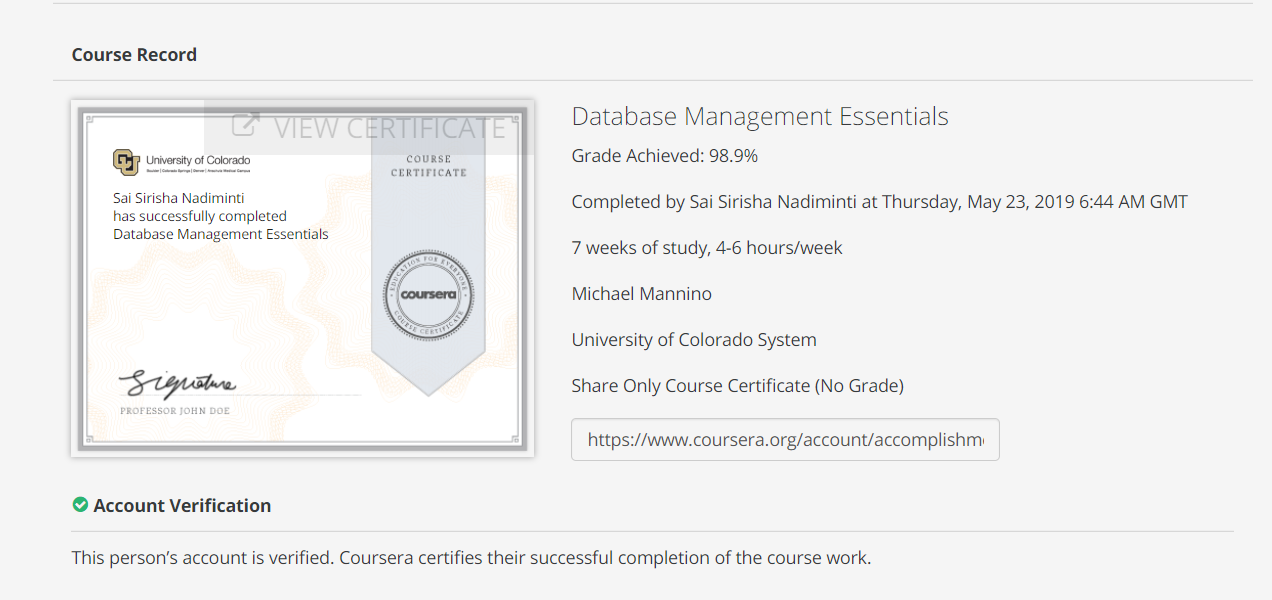 Course Record
VIEW CERTIFICATE
University of Colorado
Boulder | Colorado Springs | Denver | Anschutz Medical Campus
Sai Sirisha Nadiminti
has successfully completed
Database Management Essentials
COURSE
CERTIFICATE
EDUCATION FOR EVERYONE
coursera
COURSE CERTIFICATE
Signature
PROFESSOR JOHN DOE
Database Management Essentials
Grade Achieved: 98.9%
Completed by Sai Sirisha Nadiminti at Thursday, May 23, 2019 6:44 AM GMT
7 weeks of study, 4-6 hours/week
Michael Mannino
University of Colorado System
Share Only Course Certificate (No Grade)
https://www.coursera.org/account/accomplishm
Account Verification
This person’s account is verified. Coursera certifies their successful completion of the course work.